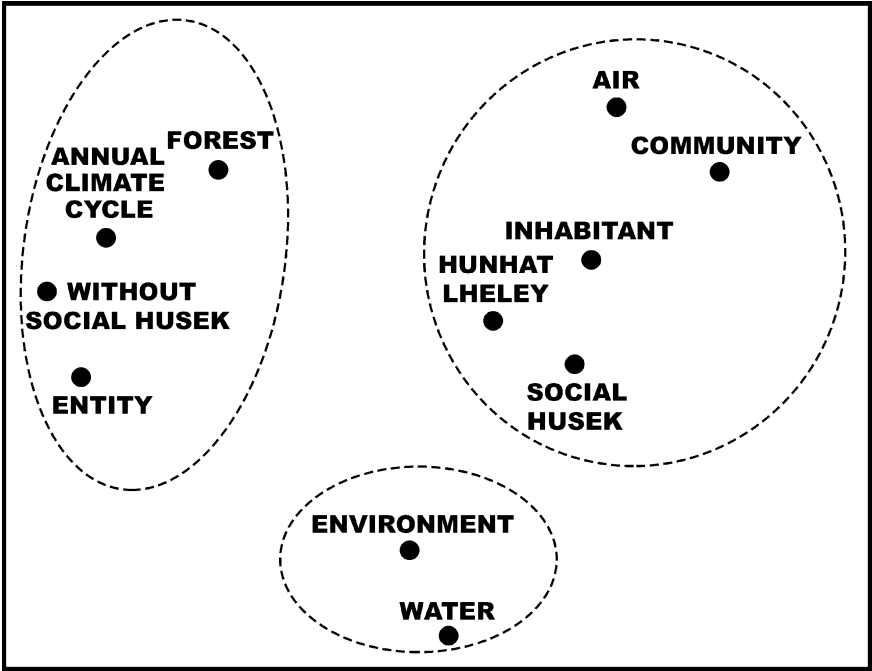 FOREST
ANNUAL
CLIMATE
CYCLE
WITHOUT
SOCIAL HUSEK
ENTITY
AIR
COMMUNITY
INHABITANT
HUNHAT
LHELEY
SOCIAL
HUSEK
ENVIRONMENT
WATER